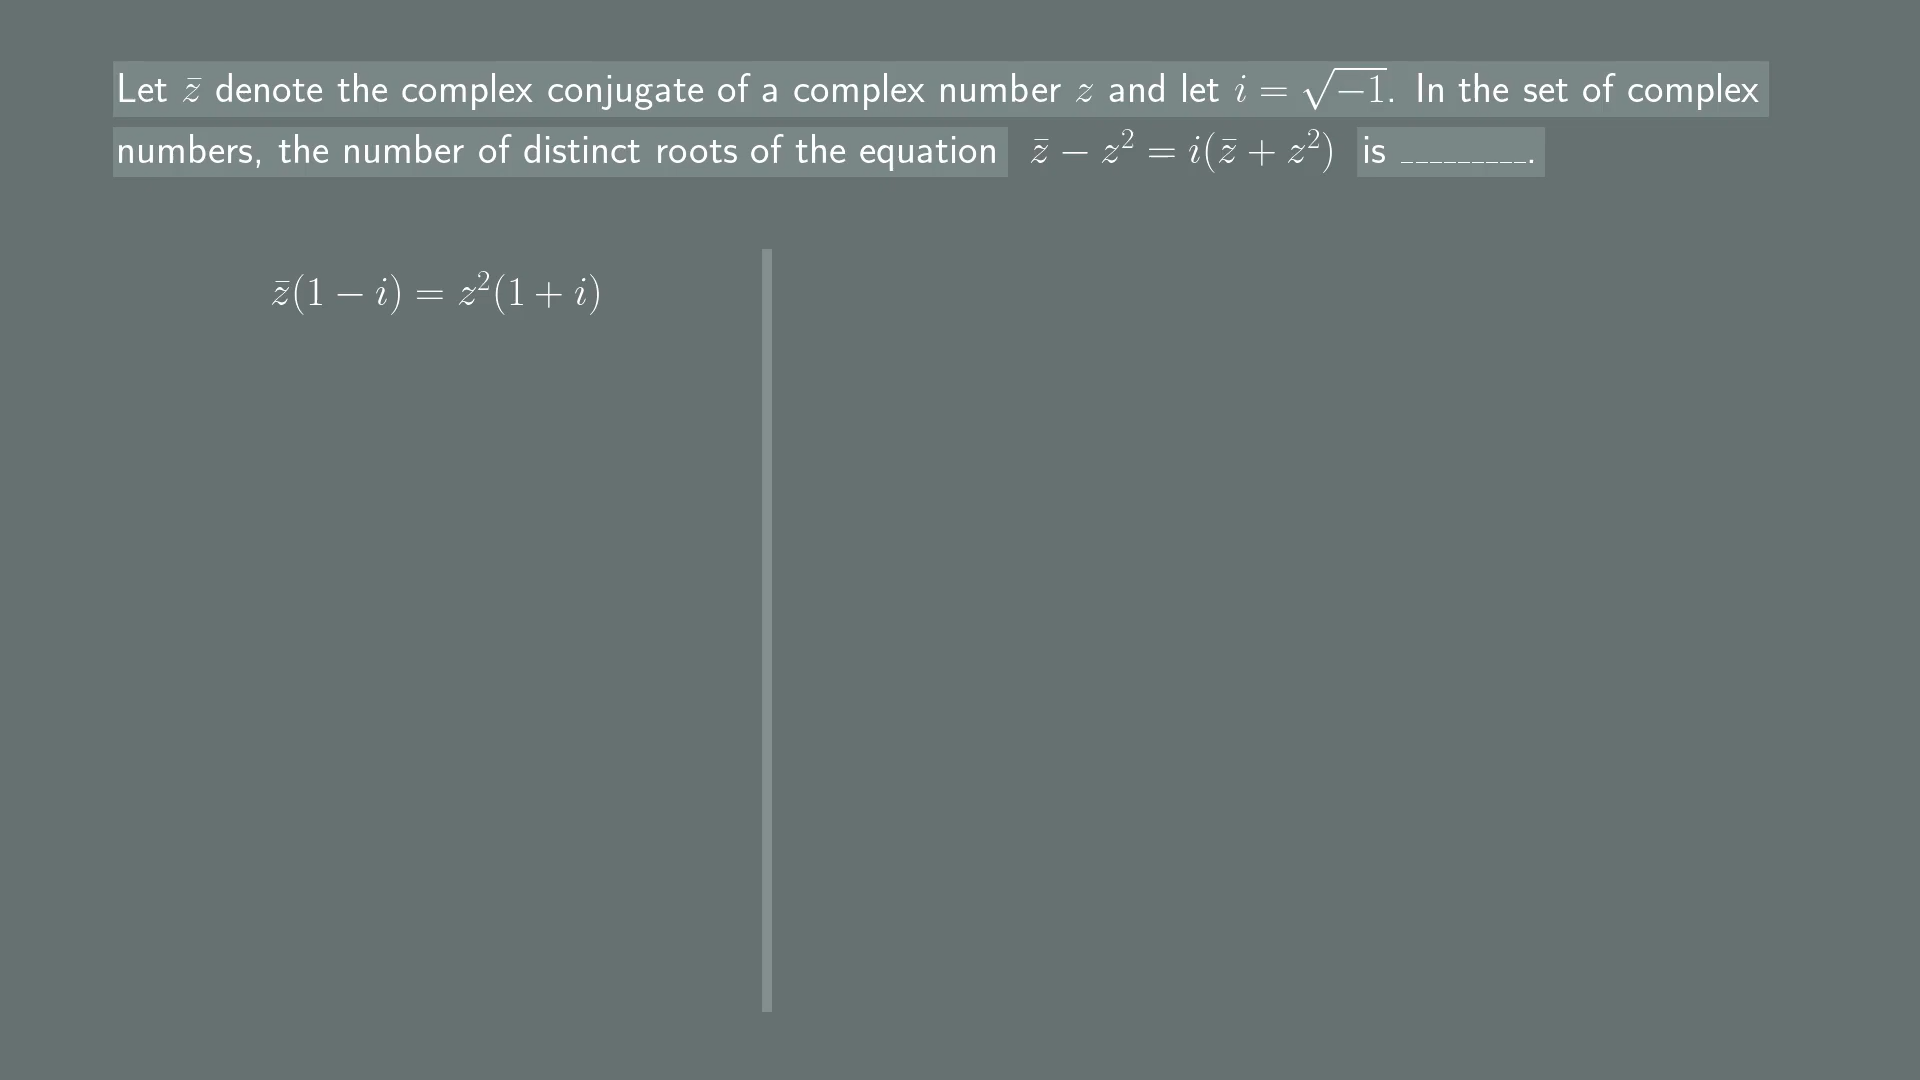 Let z̄ denote the complex conjugate of a complex number z and let i = √−1. In the set of complex
numbers, the number of distinct roots of the equation z̄ − z² = i(z̄ + z²) is _________.
z̄(1 − i) = z²(1 + i)